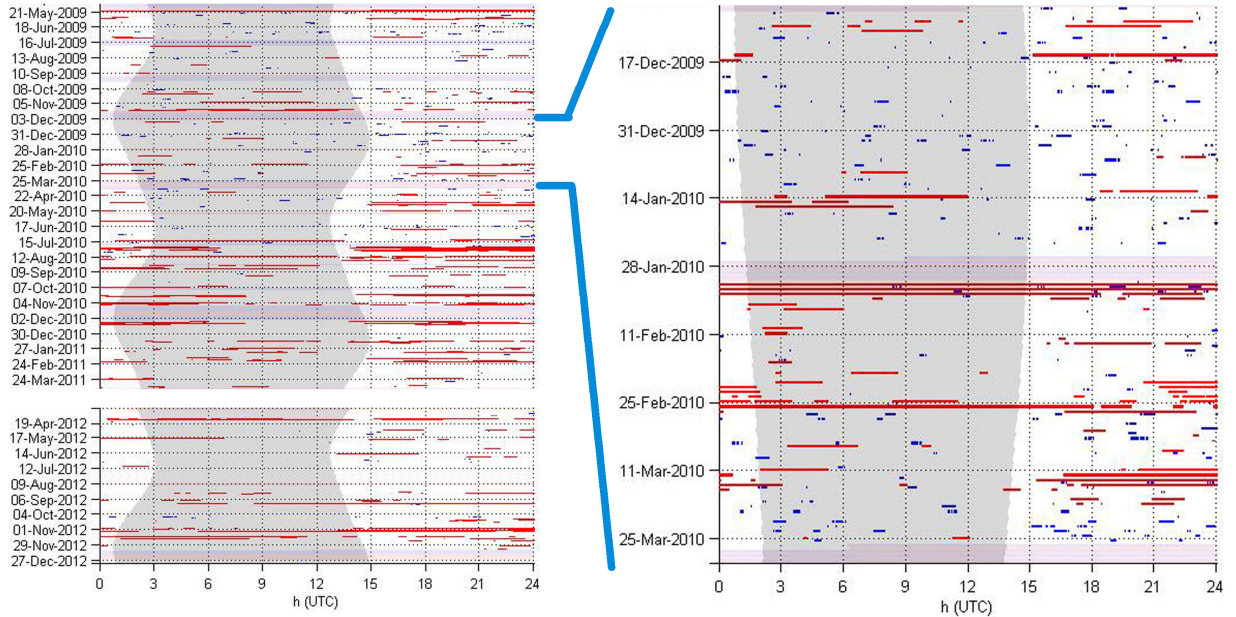 21-May-2009
18-Jun-2009
16-Jul-2009
13-Aug-2009
10-Sep-2009
08-Oct-2009
05-Nov-2009
03-Dec-2009
31-Dec-2009
28-Jan-2010
25-Feb-2010
25-Mar-2010
22-Apr-2010
20-May-2010
17-Jun-2010
15-Jul-2010
12-Aug-2010
09-Sep-2010
07-Oct-2010
04-Nov-2010
02-Dec-2010
30-Dec-2010
27-Jan-2011
24-Feb-2011
24-Mar-2011
19-Apr-2012
17-May-2012
14-Jun-2012
12-Jul-2012
09-Aug-2012
06-Sep-2012
04-Oct-2012
01-Nov-2012
29-Nov-2012
27-Dec-2012
0 3 6 9 12 15 18 21 24
h (UTC)
17-Dec-2009
31-Dec-2009
14-Jan-2010
28-Jan-2010
11-Feb-2010
25-Feb-2010
11-Mar-2010
25-Mar-2010
0 3 6 9 12 15 18 21 24
h (UTC)